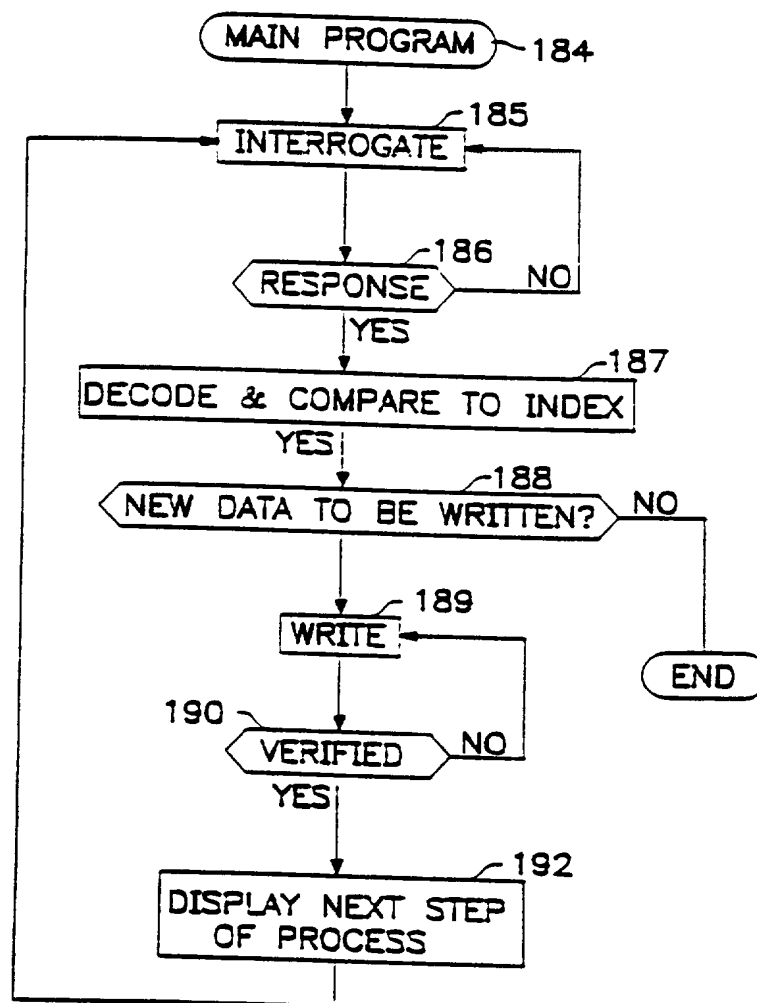 MAIN PROGRAM 184
185
INTERROGATE
186
RESPONSE NO
YES
187
DECODE & COMPARE TO INDEX
YES
188
NEW DATA TO BE WRITTEN? NO
189
WRITE
END
190
VERIFIED NO
YES
192
DISPLAY NEXT STEP
OF PROCESS